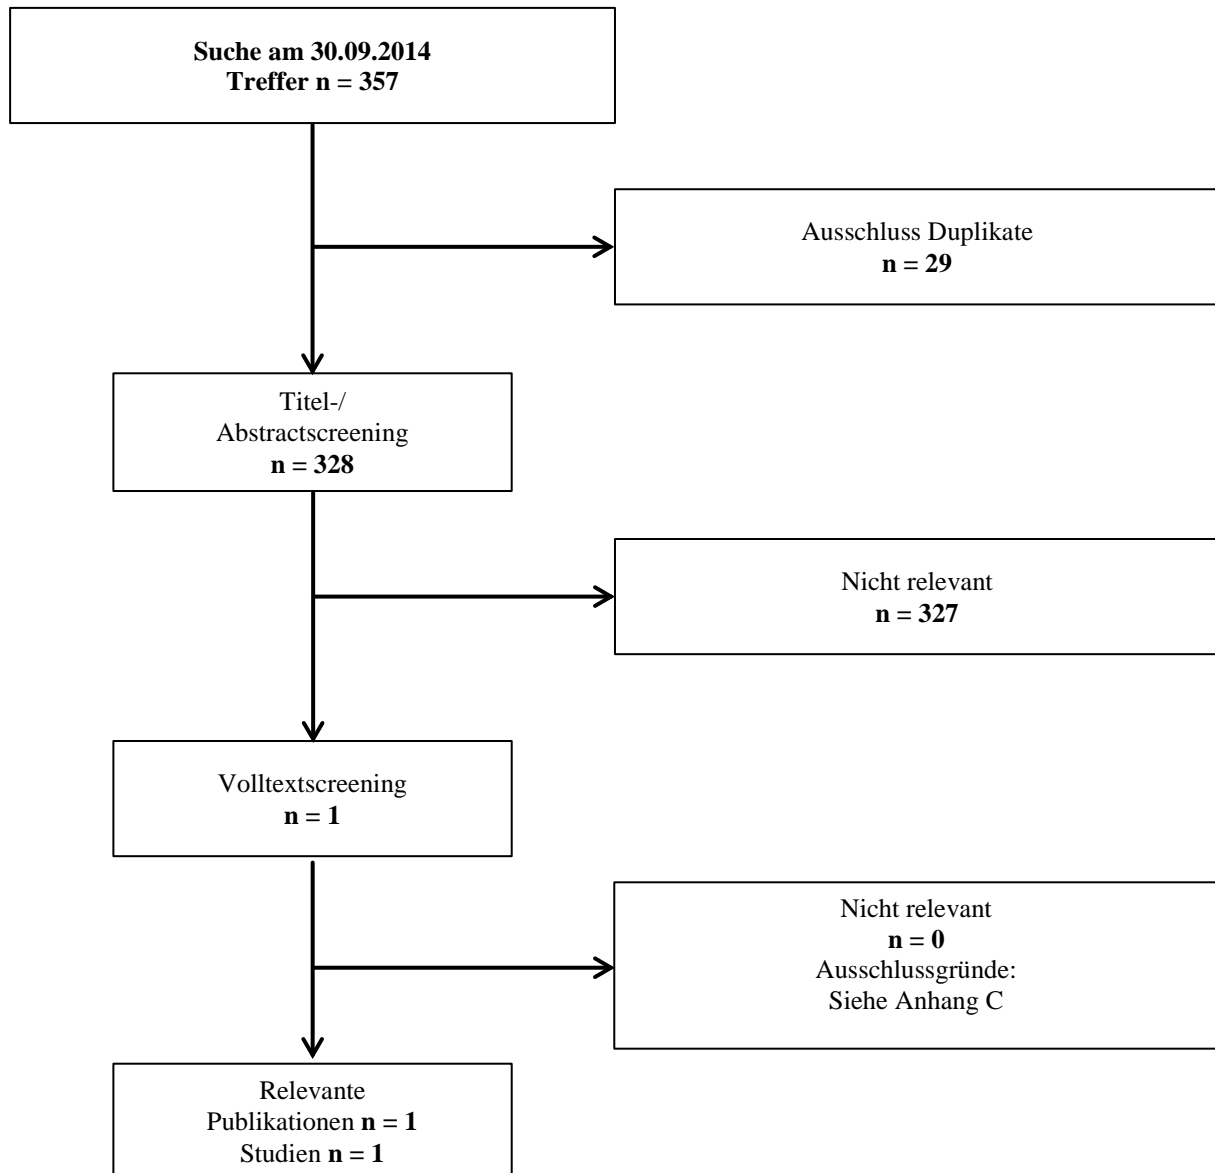 Suche am 30.09.2014
Treffer n = 357
Ausschluss Duplikate
n = 29
Titel-/
Abstractscreening
n = 328
Nicht relevant
n = 327
Volltextscreening
n = 1
Nicht relevant
n = 0
Ausschlussgründe:
Siehe Anhang C
Relevante
Publikationen n = 1
Studien n = 1